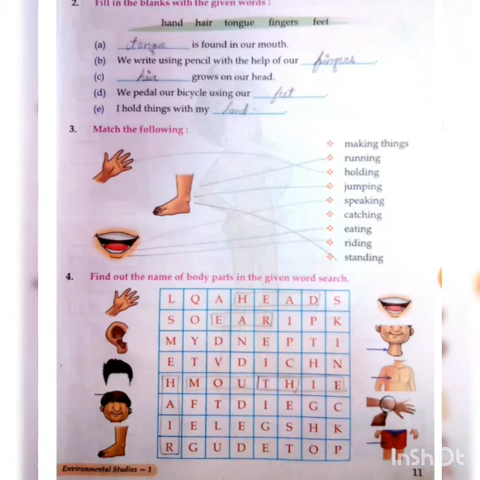 2. Fill in the blanks with the given words :
hand hair tongue fingers feet
(a) tongue is found in our mouth.
(b) We write using pencil with the help of our fingers.
(c) hair grows on our head.
(d) We pedal our bicycle using our feet.
(e) I hold things with my hand.
3. Match the following :
making things
running
holding
jumping
speaking
catching
eating
riding
standing
4. Find out the name of body parts in the given word search.
L Q A H E A D S
S O E A R I P K
M Y D N E P T I
E T V D I C H N
H M O U T H I E
A F T D I E G C
I E L E G S H K
R G U D E T O P
Environmental Studies – 1
11
InShOt